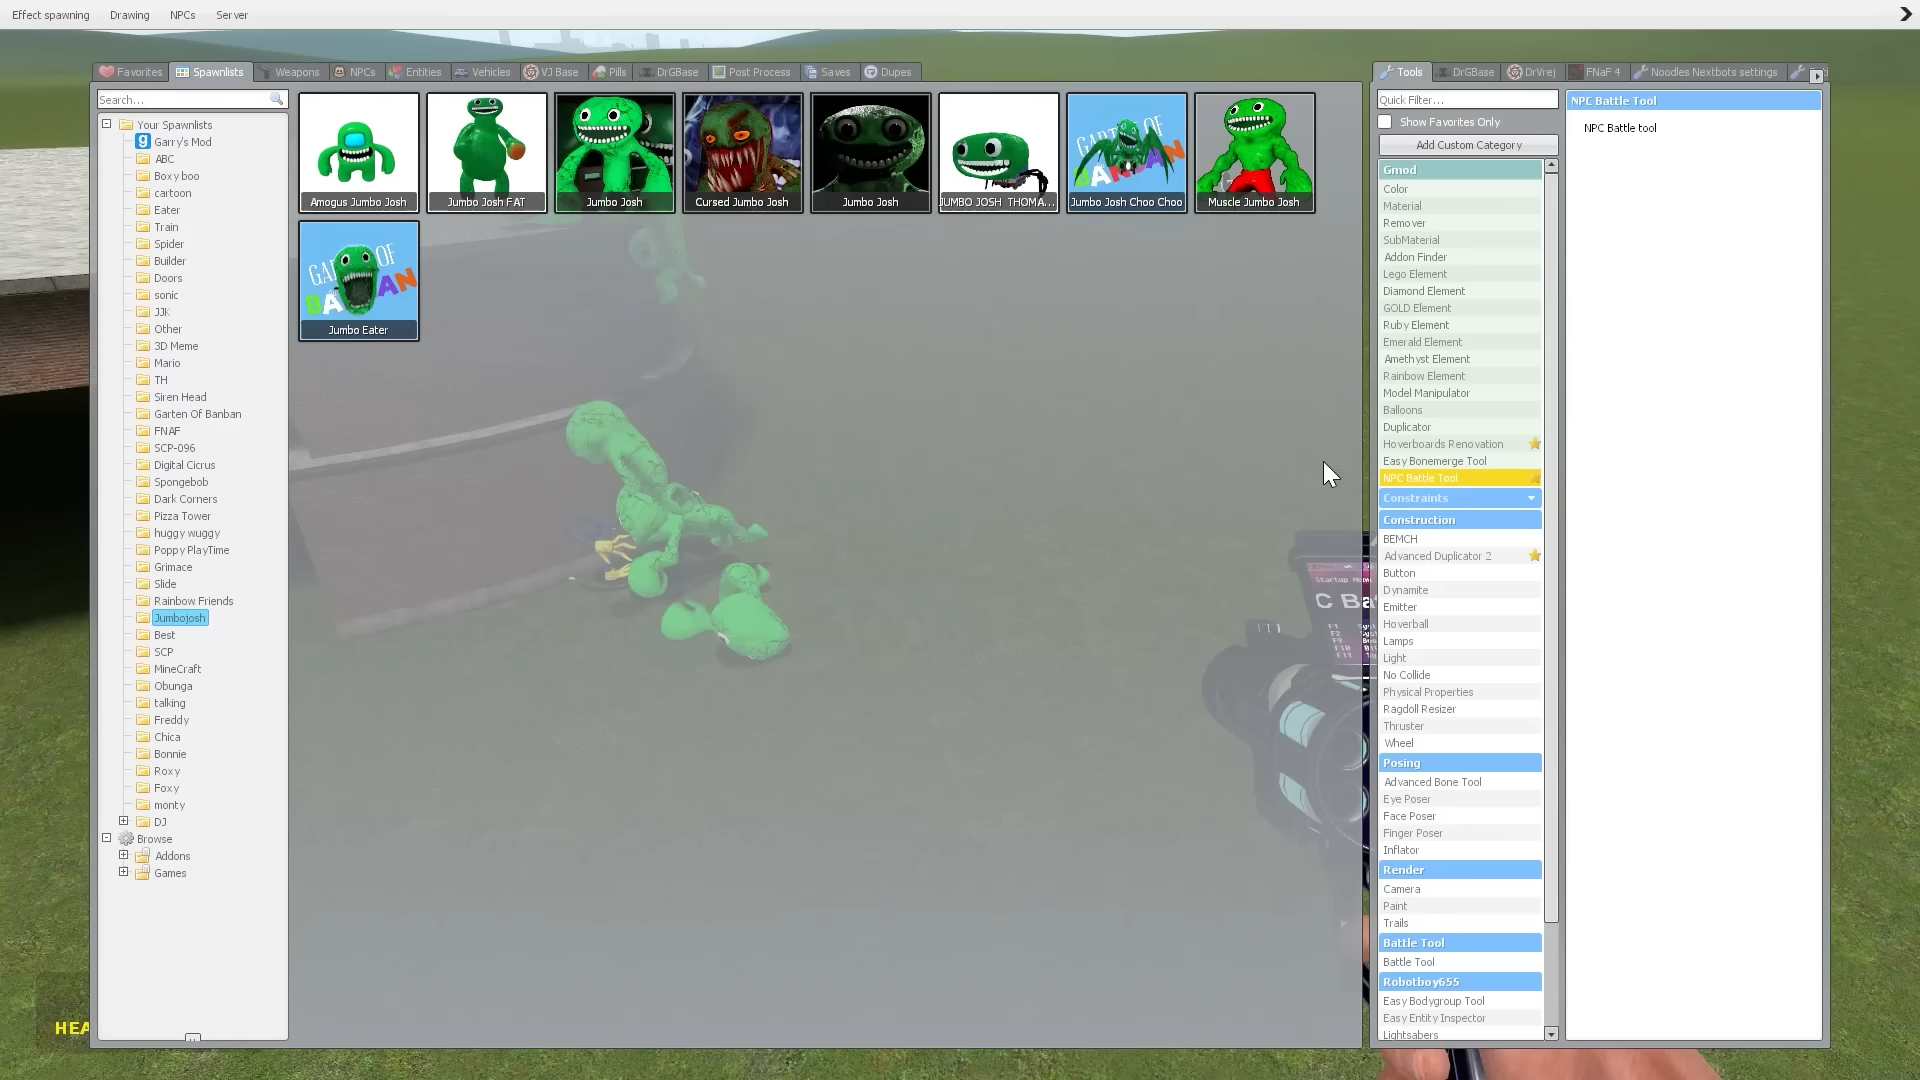 Effect spawning Drawing NPCs Server
Favorites Spawnlists Weapons NPCs Entities Vehicles VJ Base Pills DrGBase Post Process Saves Dupes
Search...
Your Spawnlists
Garry's Mod
ABC
Boxy boo
cartoon
Eater
Train
Spider
Builder
Doors
sonic
JJK
Other
3D Meme
Mario
TH
Siren Head
Garten Of Banban
FNAF
SCP-096
Digital Cicrus
Spongebob
Dark Corners
Pizza Tower
huggy wuggy
Poppy PlayTime
Grimace
Slide
Rainbow Friends
Jumbojosh
Best
SCP
MineCraft
Obunga
talking
Freddy
Chica
Bonnie
Roxy
Foxy
monty
DJ
Browse
Addons
Games
Amogus Jumbo Josh
Jumbo Josh FAT
Jumbo Josh
Cursed Jumbo Josh
Jumbo Josh
JUMBO JOSH THOMA...
Jumbo Josh Choo Choo
Muscle Jumbo Josh
Jumbo Eater
HEA
Tools DrGBase DrVrej FNaF 4 Noodles Nextbots settings
Quick Filter...
Show Favorites Only
Add Custom Category
Gmod
Color
Material
Remover
SubMaterial
Addon Finder
Lego Element
Diamond Element
GOLD Element
Ruby Element
Emerald Element
Amethyst Element
Rainbow Element
Model Manipulator
Balloons
Duplicator
Hoverboards Renovation
Easy Bonemerge Tool
NPC Battle Tool
Constraints
Construction
BEMCH
Advanced Duplicator 2
Button
Dynamite
Emitter
Hoverball
Lamps
Light
No Collide
Physical Properties
Ragdoll Resizer
Thruster
Wheel
Posing
Advanced Bone Tool
Eye Poser
Face Poser
Finger Poser
Inflator
Render
Camera
Paint
Trails
Battle Tool
Battle Tool
Robotboy655
Easy Bodygroup Tool
Easy Entity Inspector
Lightsabers
NPC Battle Tool
NPC Battle tool